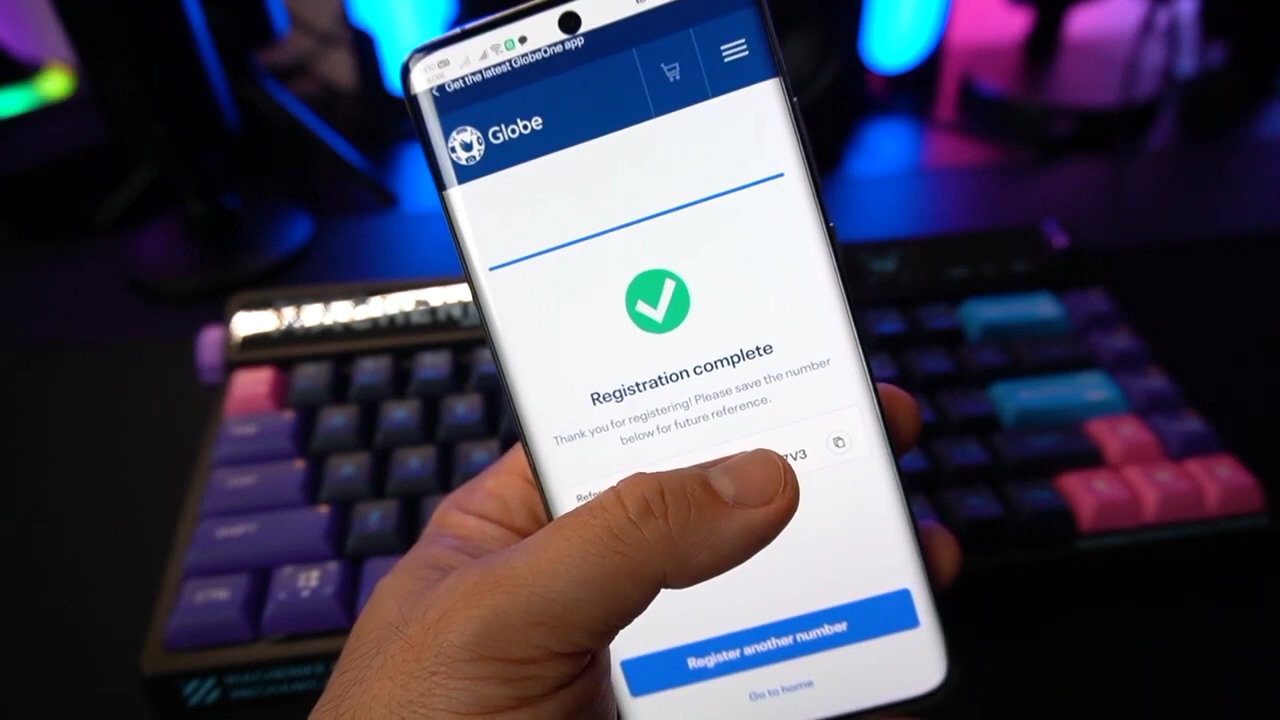 Get the latest GlobeOne app
Globe
Registration complete
Thank you for registering! Please save the number
below for future reference.
7V3
Register another number
Go to home